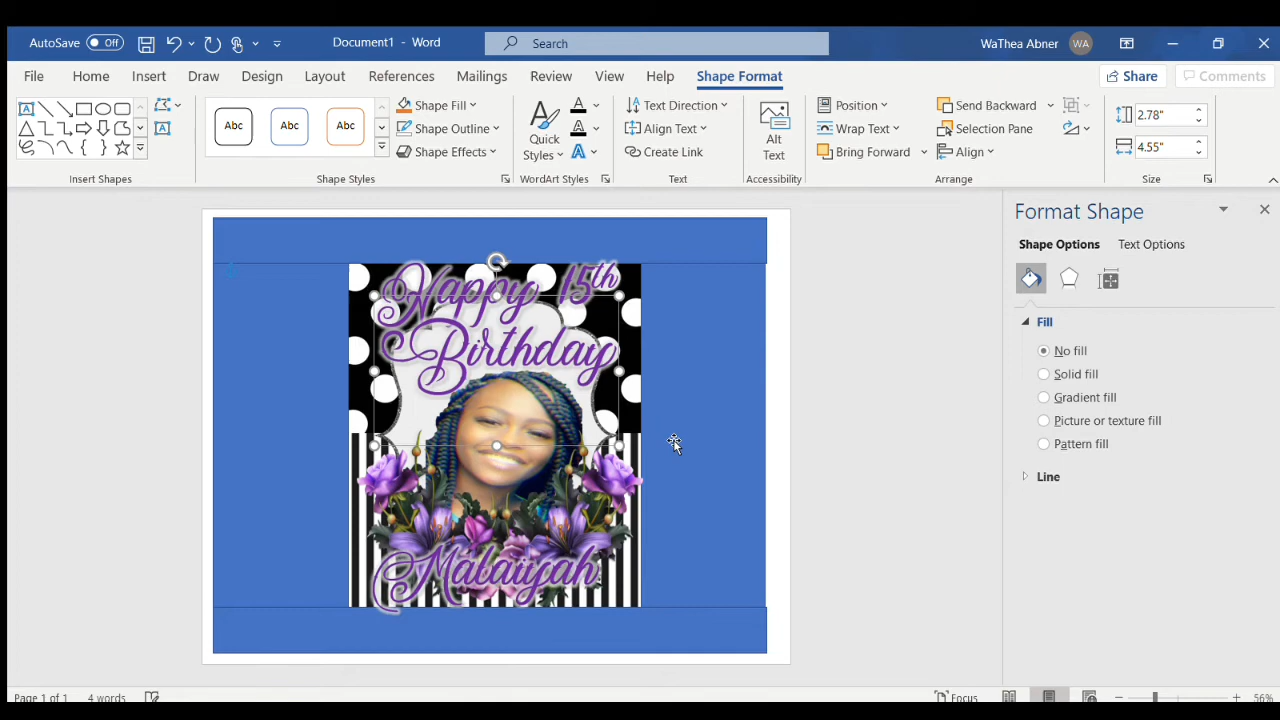 AutoSave Off Document1 - Word Search WaThea Abner WA
File Home Insert Draw Design Layout References Mailings Review View Help Shape Format Share Comments
Abc Abc Abc
Shape Fill
Shape Outline
Shape Effects
Quick Styles
A
A
A
Text Direction
Align Text
Create Link
Alt Text
Position
Wrap Text
Bring Forward
Send Backward
Selection Pane
Align
2.78"
4.55"
Insert Shapes Shape Styles WordArt Styles Text Accessibility Arrange Size
Format Shape
Shape Options Text Options
Fill
No fill
Solid fill
Gradient fill
Picture or texture fill
Pattern fill
Line
Happy 15th
Birthday
Malaiyah
Page 1 of 1 4 words Focus 56%